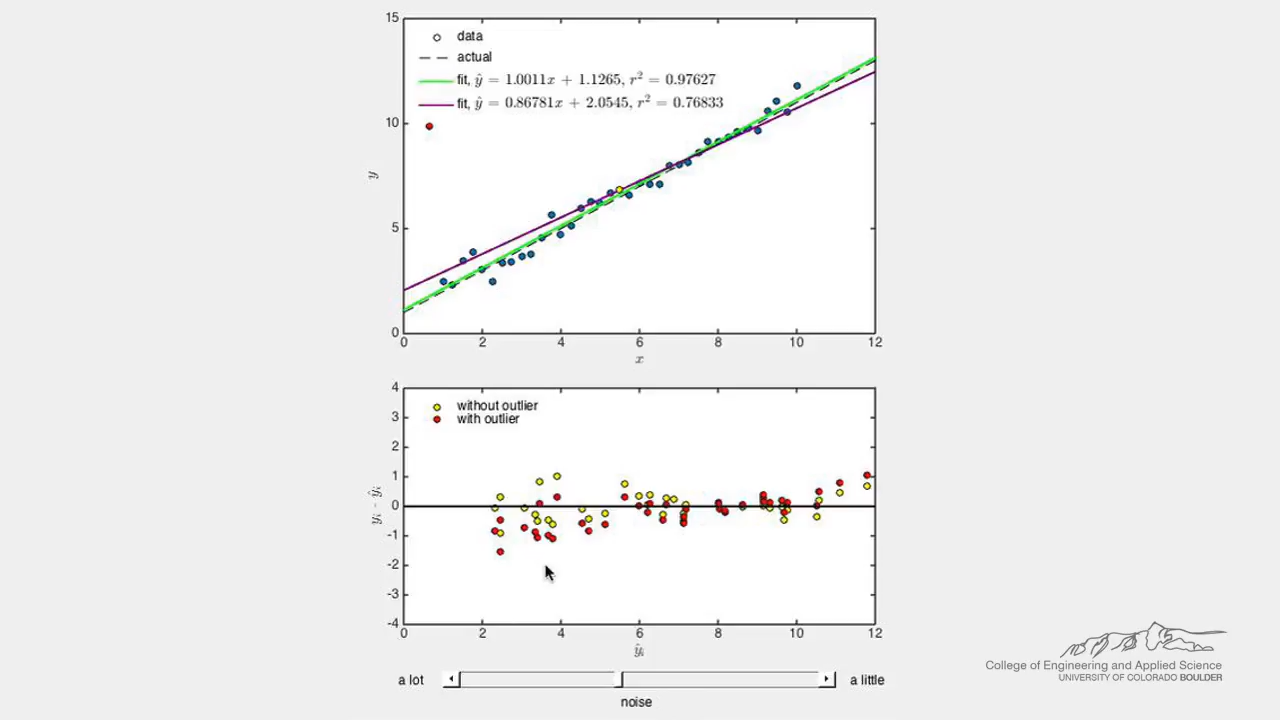 15
data
actual
fit, ŷ = 1.0011x + 1.1265, r² = 0.97627
fit, ŷ = 0.86781x + 2.0545, r² = 0.76833
10
y
5
0
0 2 4 6 8 10 12
x
4
without outlier
with outlier
3
2
1
yᵢ - ŷᵢ
0
-1
-2
-3
-4
0 2 4 6 8 10 12
ŷᵢ
a lot
a little
noise
College of Engineering and Applied Science
UNIVERSITY OF COLORADO BOULDER